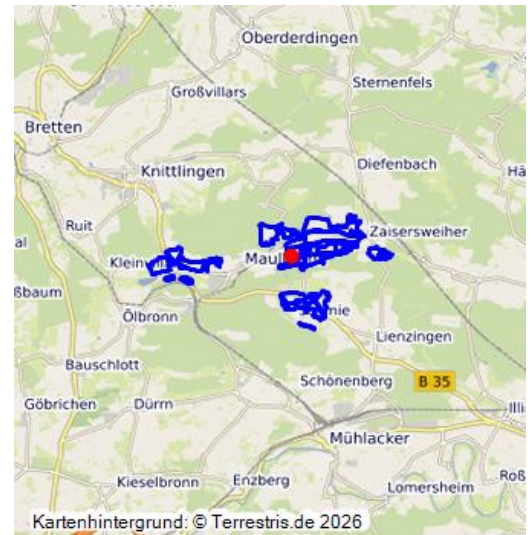 Oberderdingen
Sternenfels
Großvillars
Bretten
Diefenbach
Knittlingen
Ruit
Zaisersweiher
Maul
Ölbronn
Lienzingen
Bauschlott
Schönenberg
B 35
Göbrichen
Dürrn
Mühlacker
Kieselbronn
Enzberg
Lomersheim
Kartenhintergrund: © Terrestris.de 2026